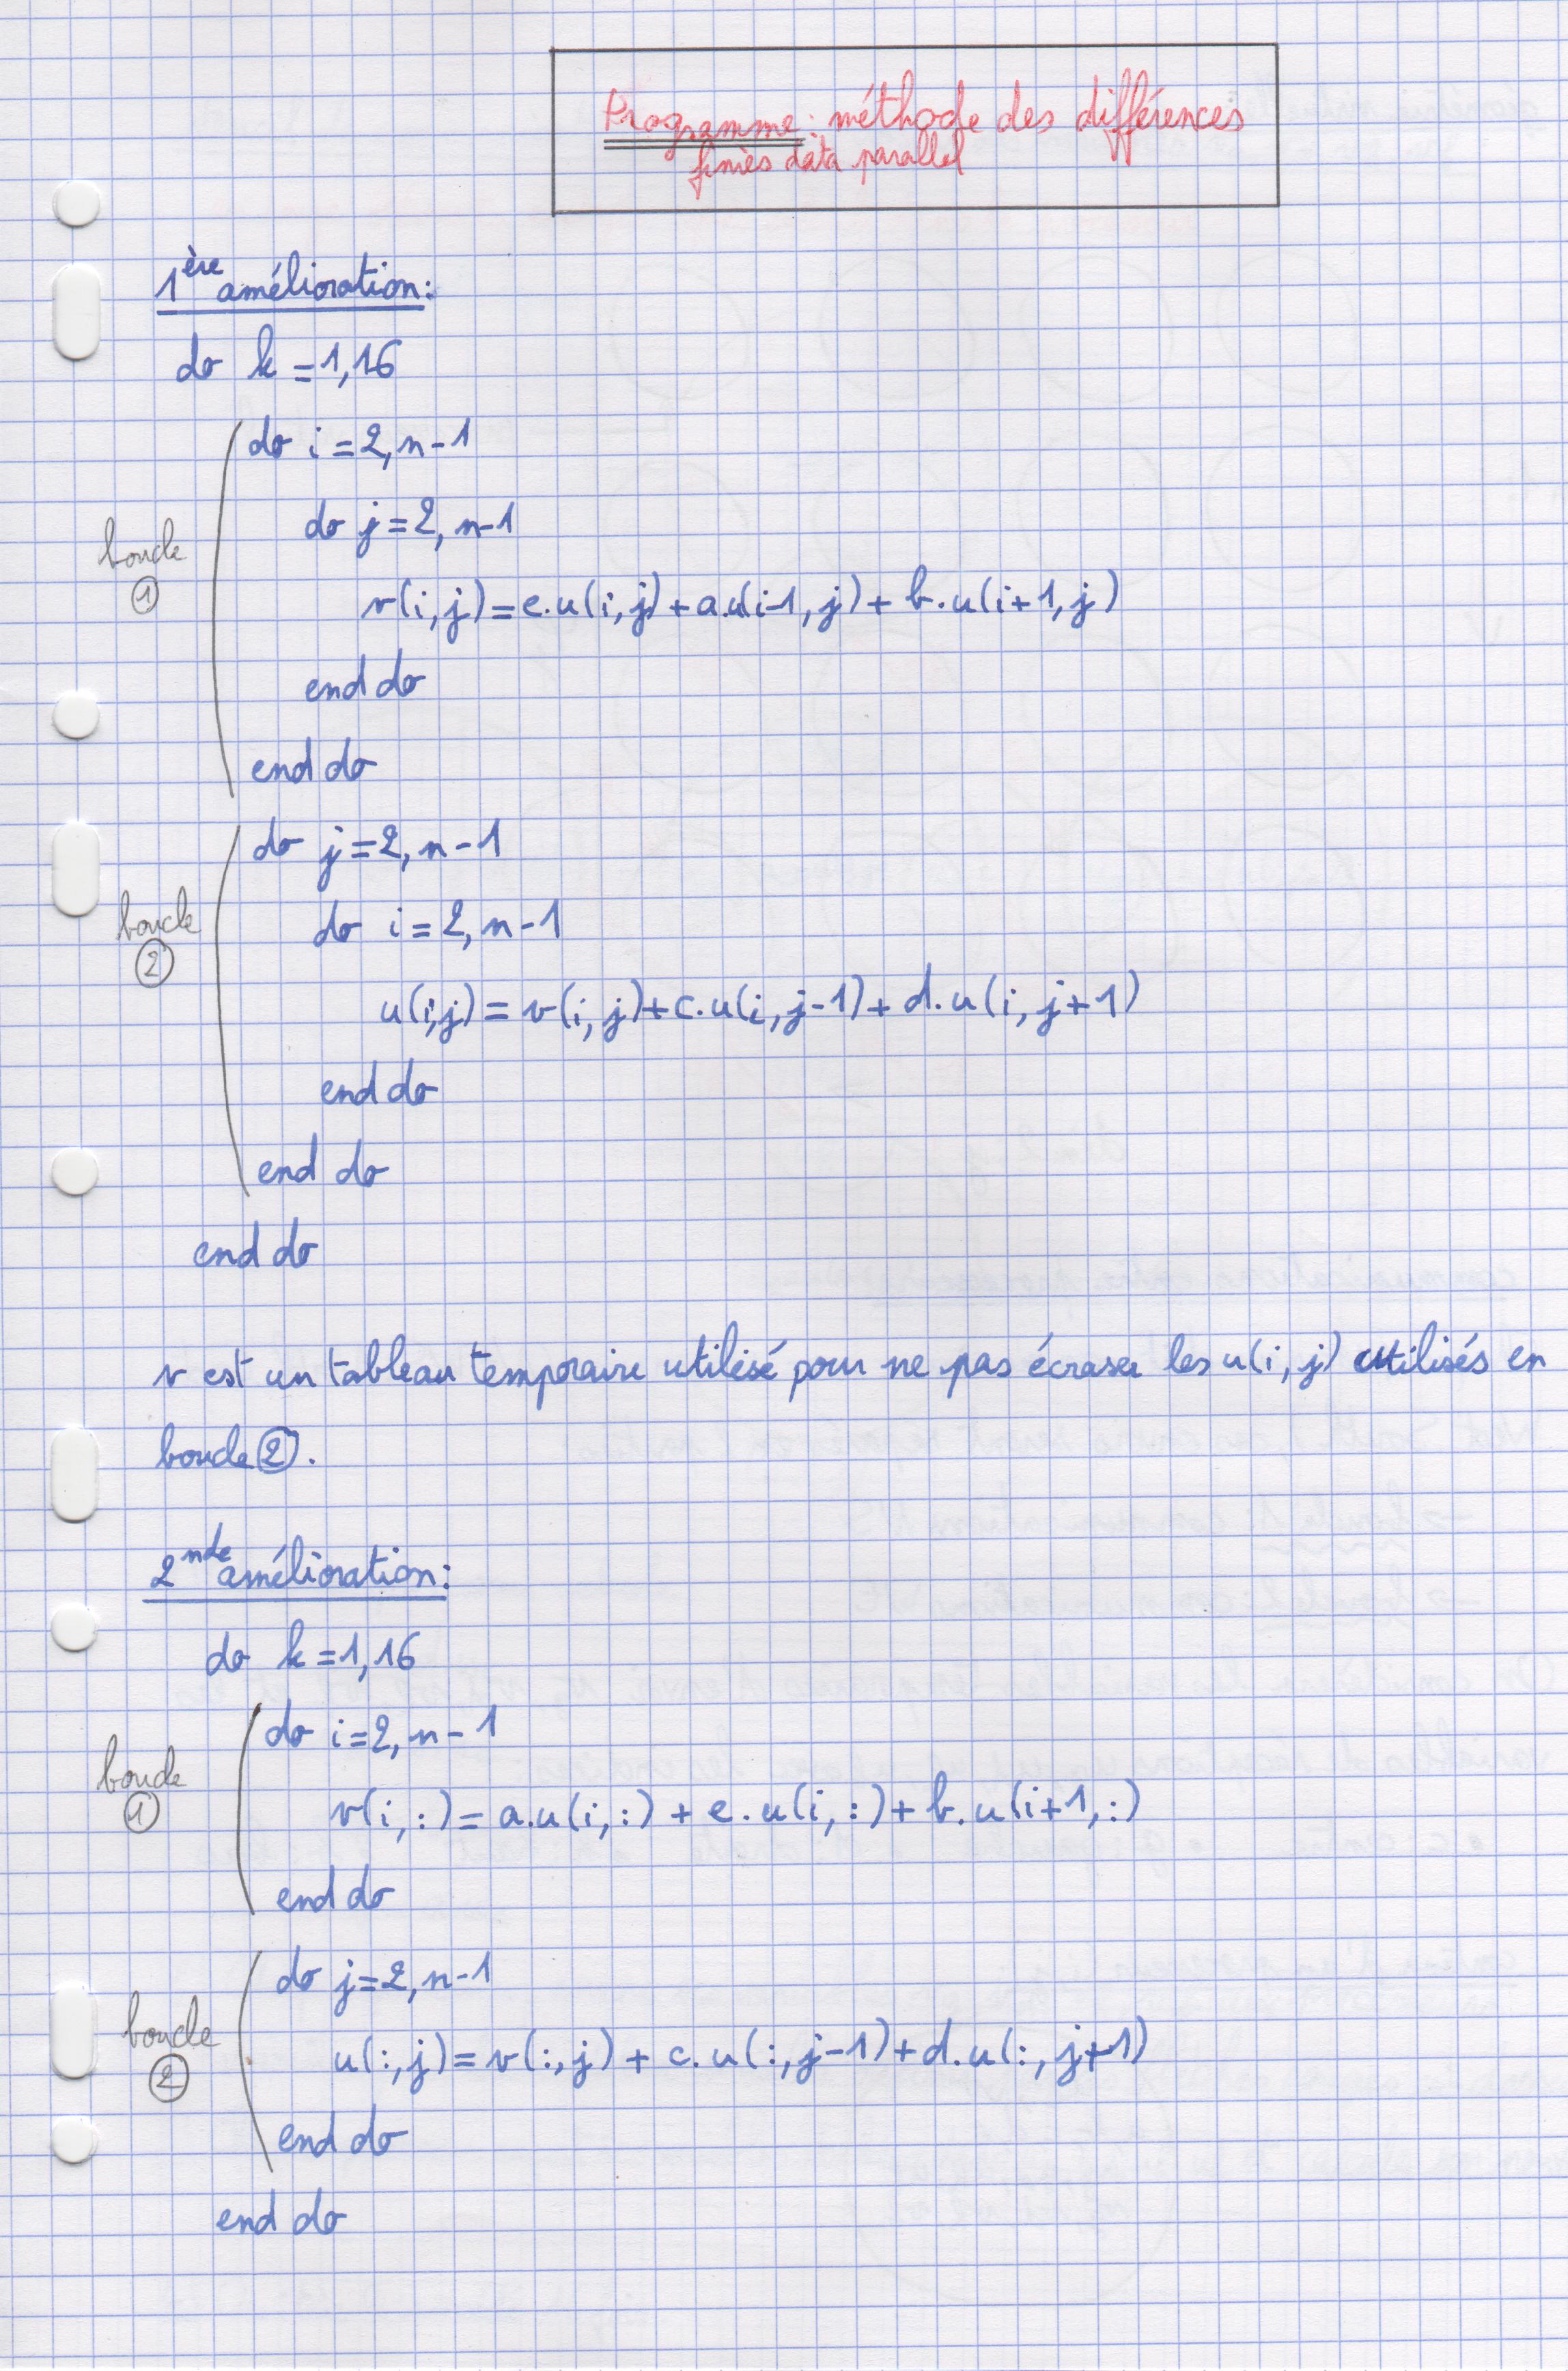 Programme: méthode des différences
finies data parallel
1ère amélioration:
do k=1,16
do i=2,n-1
do j=2,n-1
boucle
①
v(i,j)=e.u(i,j)+a.u(i-1,j)+b.u(i+1,j)
end do
end do
do j=2,n-1
boucle
②
do i=2,n-1
u(i,j)=v(i,j)+c.u(i,j-1)+d.u(i,j+1)
end do
end do
end do
v est un tableau temporaire utilisé pour ne pas écraser les u(i,j) utilisés en
boucle ②.
2nde amélioration:
do k=1,16
do i=2,n-1
boucle
①
v(i,:)=a.u(i,:)+e.u(i,:)+b.u(i+1,:)
end do
do j=2,n-1
boucle
②
u(:,j)=v(:,j)+c.u(:,j-1)+d.u(:,j+1)
end do
end do